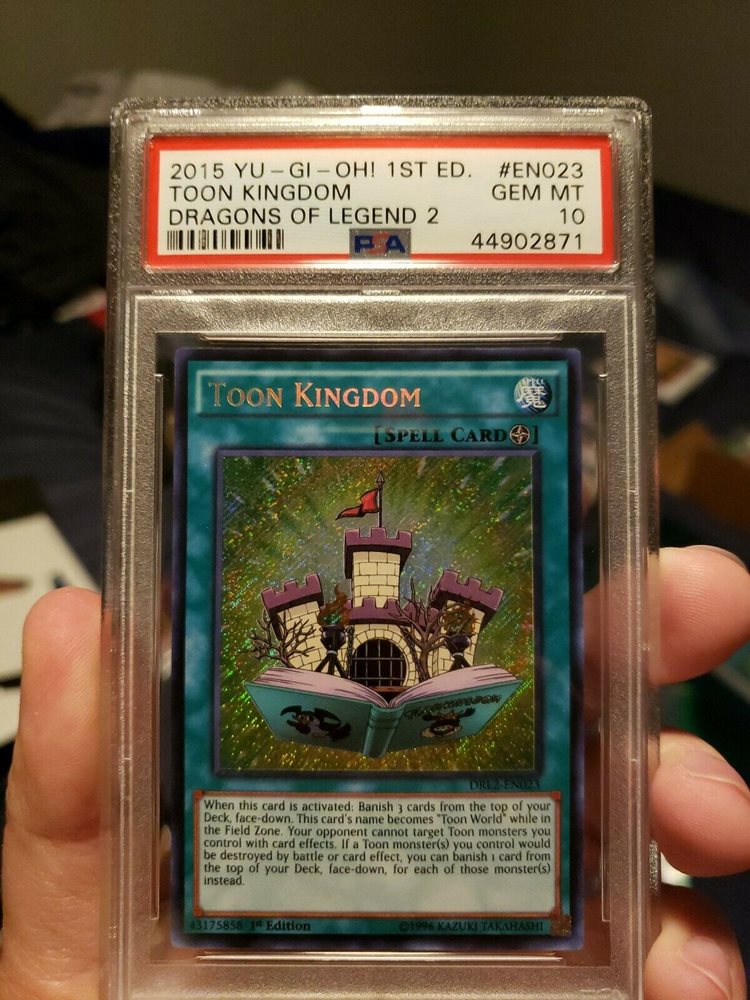 2015 YU-GI-OH! 1ST ED. #EN023
TOON KINGDOM GEM MT
DRAGONS OF LEGEND 2 10
PSA 44902871
TOON KINGDOM
SPELL
魔
[SPELL CARD]
TOON KINGDOM
DRL2-EN023
When this card is activated: Banish 3 cards from the top of your
Deck, face-down. This card's name becomes "Toon World" while in
the Field Zone. Your opponent cannot target Toon monsters you
control with card effects. If a Toon monster(s) you control would
be destroyed by battle or card effect, you can banish 1 card from
the top of your Deck, face-down, for each of those monster(s)
instead.
43175858 1st Edition ©1996 KAZUKI TAKAHASHI